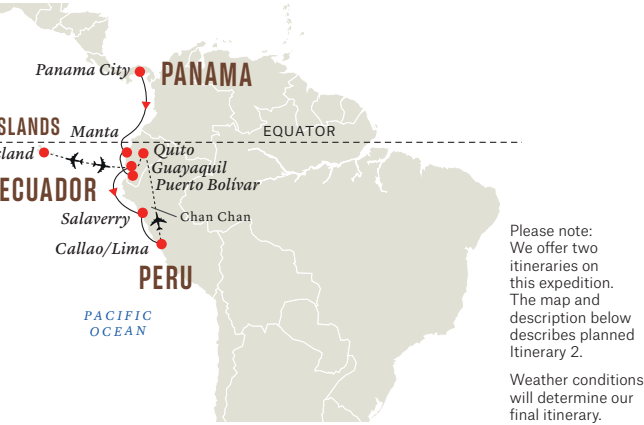 Panama City
PANAMA
SLANDS
Manta
EQUATOR
land
Quito
Guayaquil
ECUADOR
Puerto Bolívar
Salaverry
Chan Chan
Callao/Lima
PERU
PACIFIC
OCEAN
Please note:
We offer two
itineraries on
this expedition.
The map and
description below
describes planned
Itinerary 2.
Weather conditions
will determine our
final itinerary.